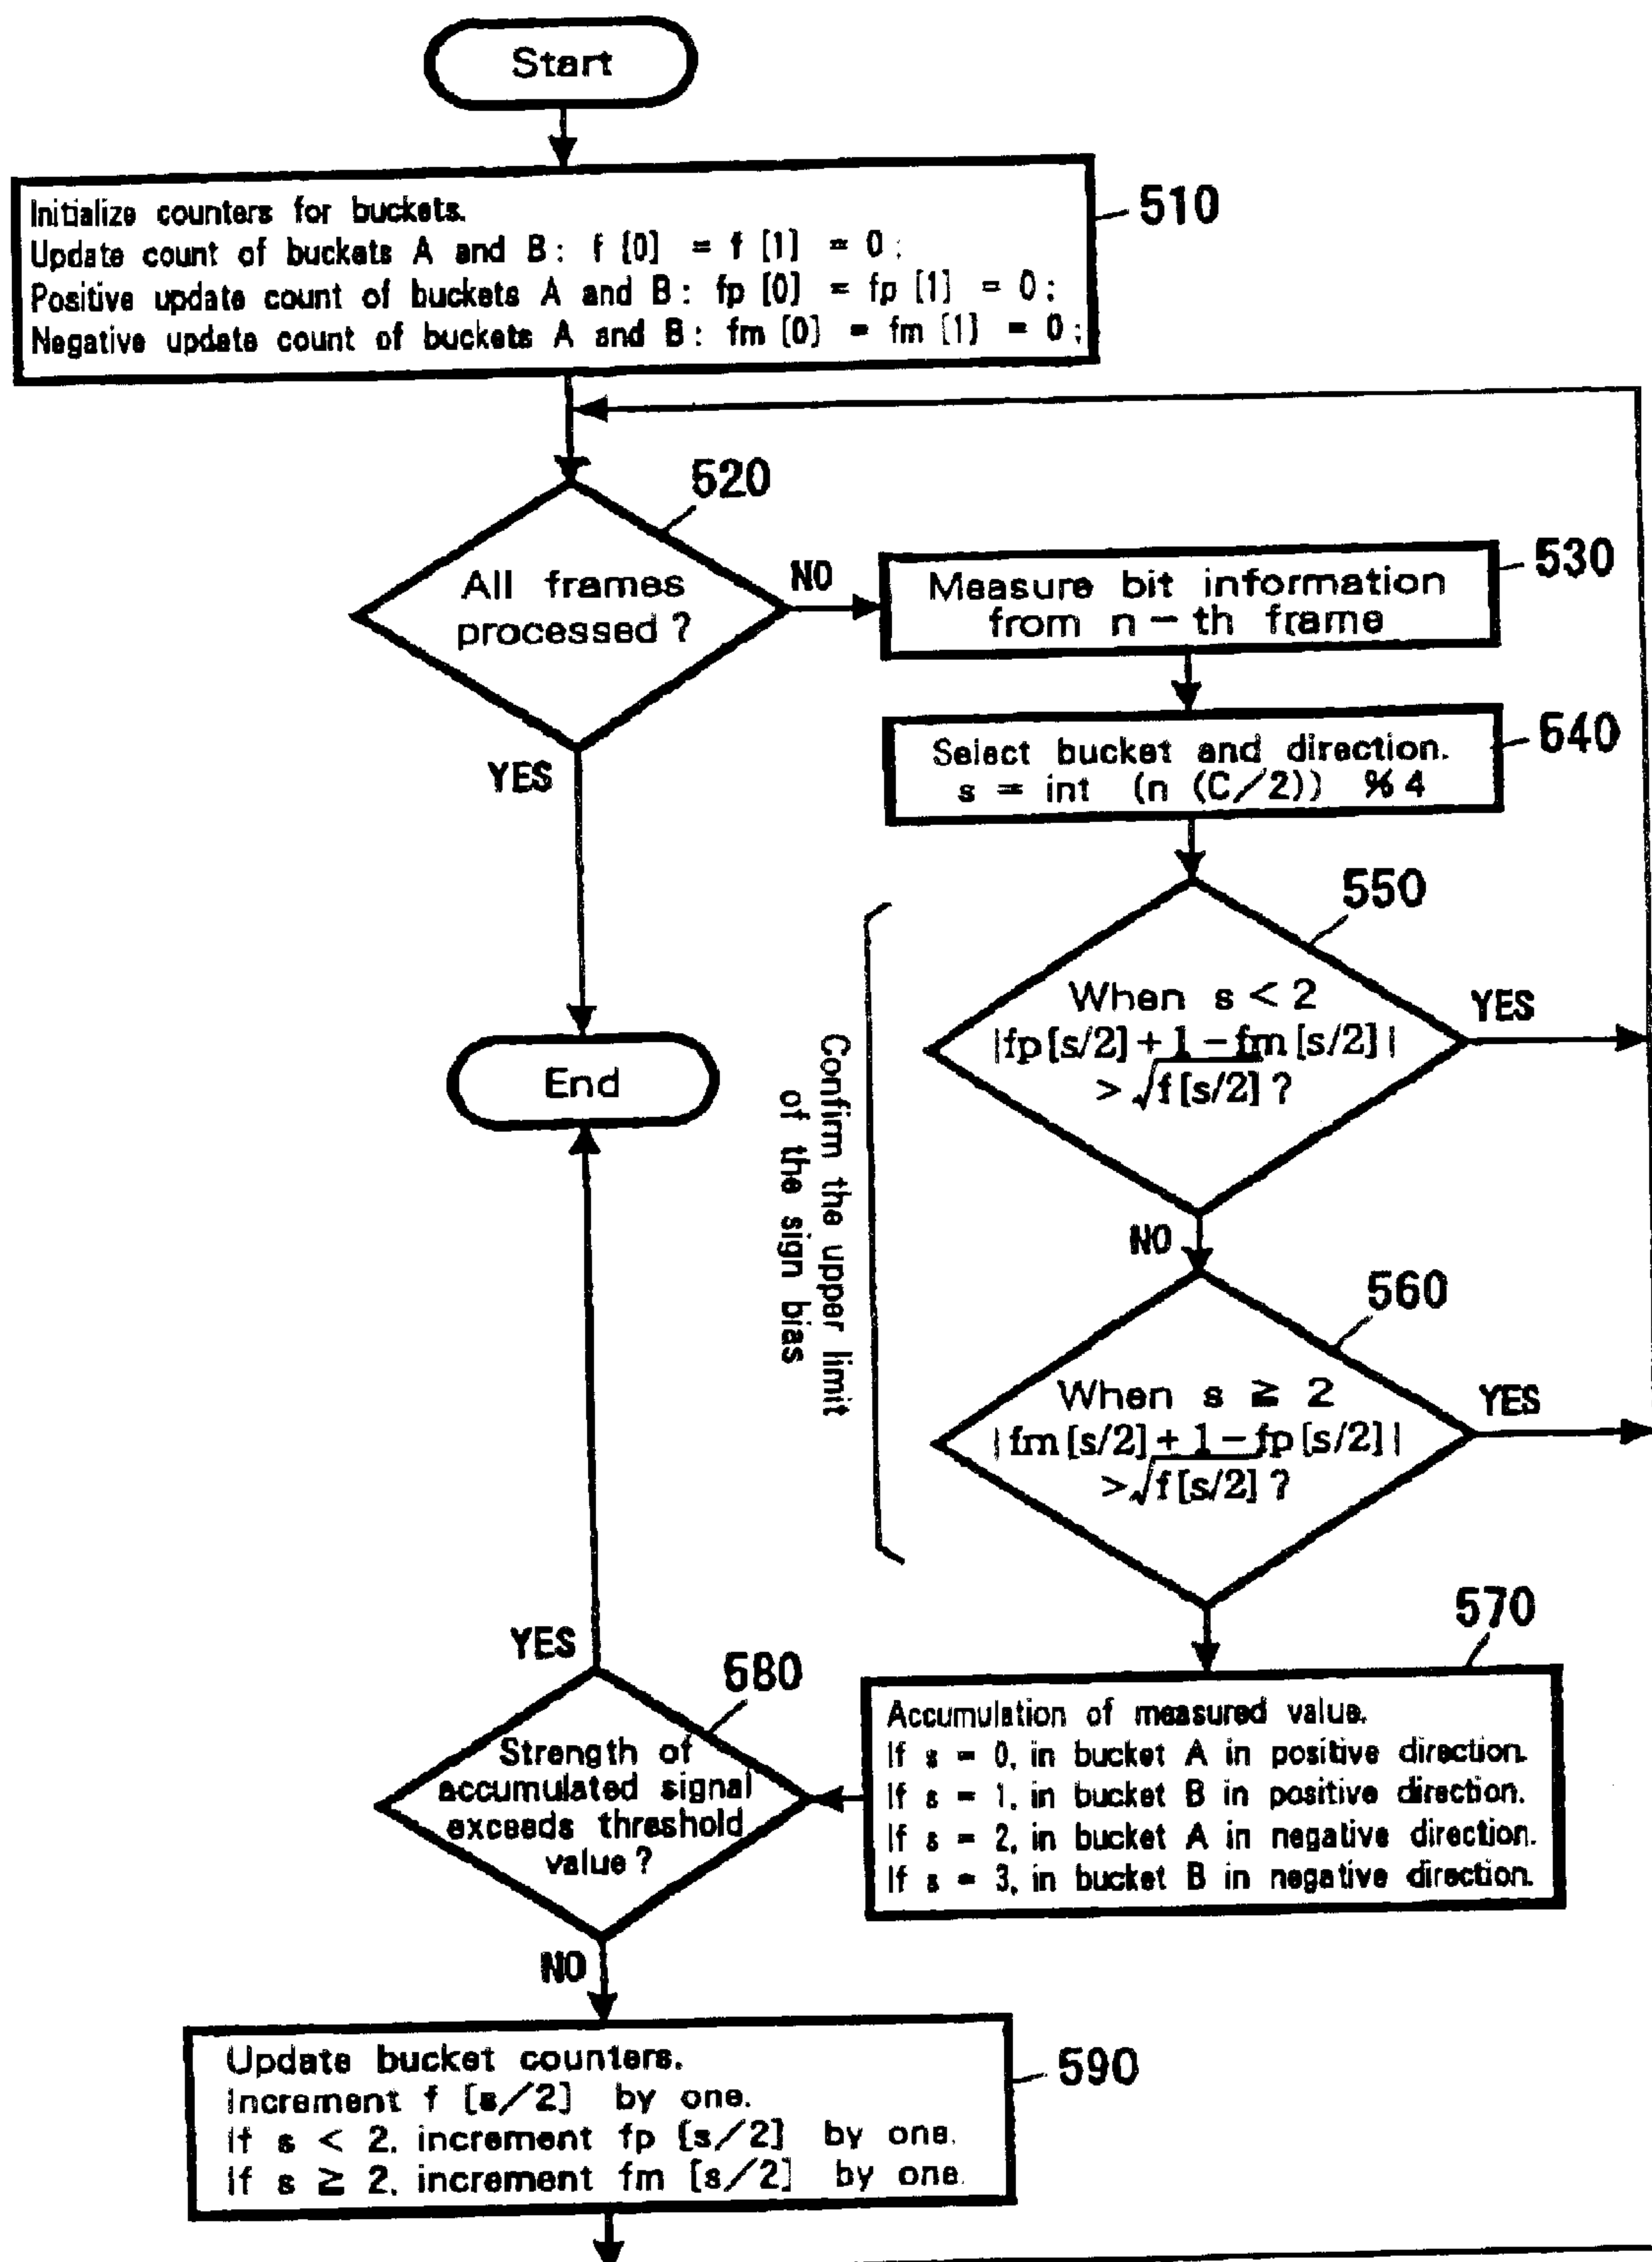 Start
510
Initialize counters for buckets.
Update count of buckets A and B: f [0] = f [1] = 0 ;
Positive update count of buckets A and B: fp [0] = fp [1] = 0 ;
Negative update count of buckets A and B: fm [0] = fm [1] = 0 ;
520
All frames
processed ?
NO
YES
530
Measure bit information
from n - th frame
540
Select bucket and direction.
s = int (n (C/2)) %4
550
When s < 2
|fp[s/2]+1-fm[s/2]|
>√f[s/2] ?
YES
NO
End
Confirm the upper limit
of the sign bias
560
When s ≧ 2
|fm[s/2]+1-fp[s/2]|
>√f[s/2] ?
YES
570
Accumulation of measured value.
If s = 0, in bucket A in positive direction.
If s = 1, in bucket B in positive direction.
If s = 2, in bucket A in negative direction.
If s = 3, in bucket B in negative direction.
YES
580
Strength of
accumulated signal
exceeds threshold
value ?
NO
590
Update bucket counters.
Increment f [s/2] by one.
If s < 2, increment fp [s/2] by one.
If s ≧ 2, increment fm [s/2] by one.